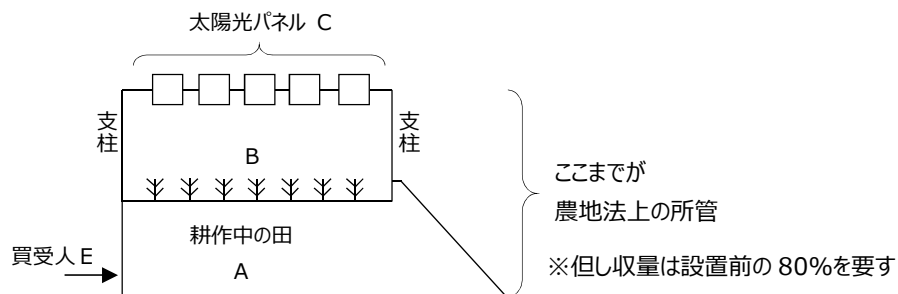 太陽光パネル C
支柱
支柱
B
ここまでが
農地法上の所管
耕作中の田
買受人 E
A
※但し収量は設置前の 80%を要す